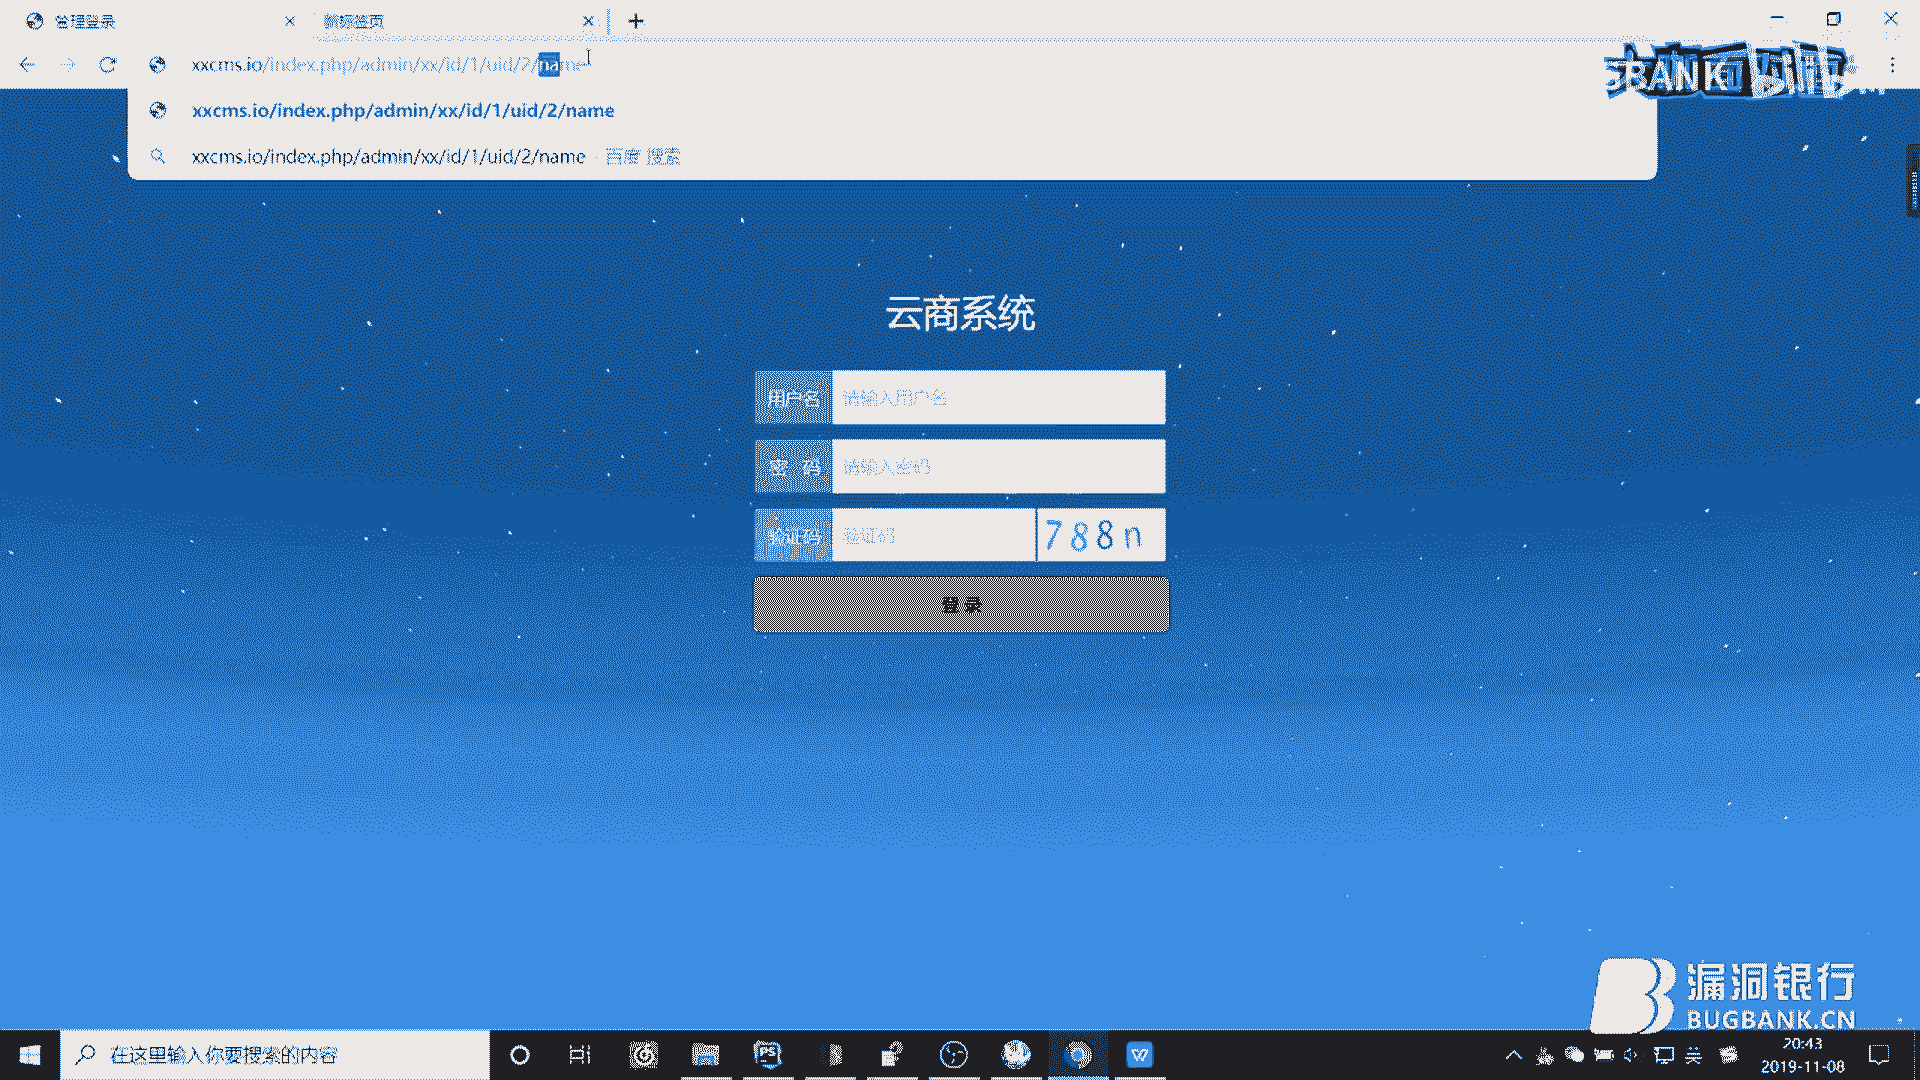 管理登录
新标签页
xxcms.io/index.php/admin/xx/id/1/uid/2/name
xxcms.io/index.php/admin/xx/id/1/uid/2/name
xxcms.io/index.php/admin/xx/id/1/uid/2/name - 百度 搜索
云商系统
用户名 请输入用户名
密 码 请输入密码
验证码 验证码 788n
登录
漏洞银行
BUGBANK.CN
在这里输入你要搜索的内容
英
20:43
2019-11-08